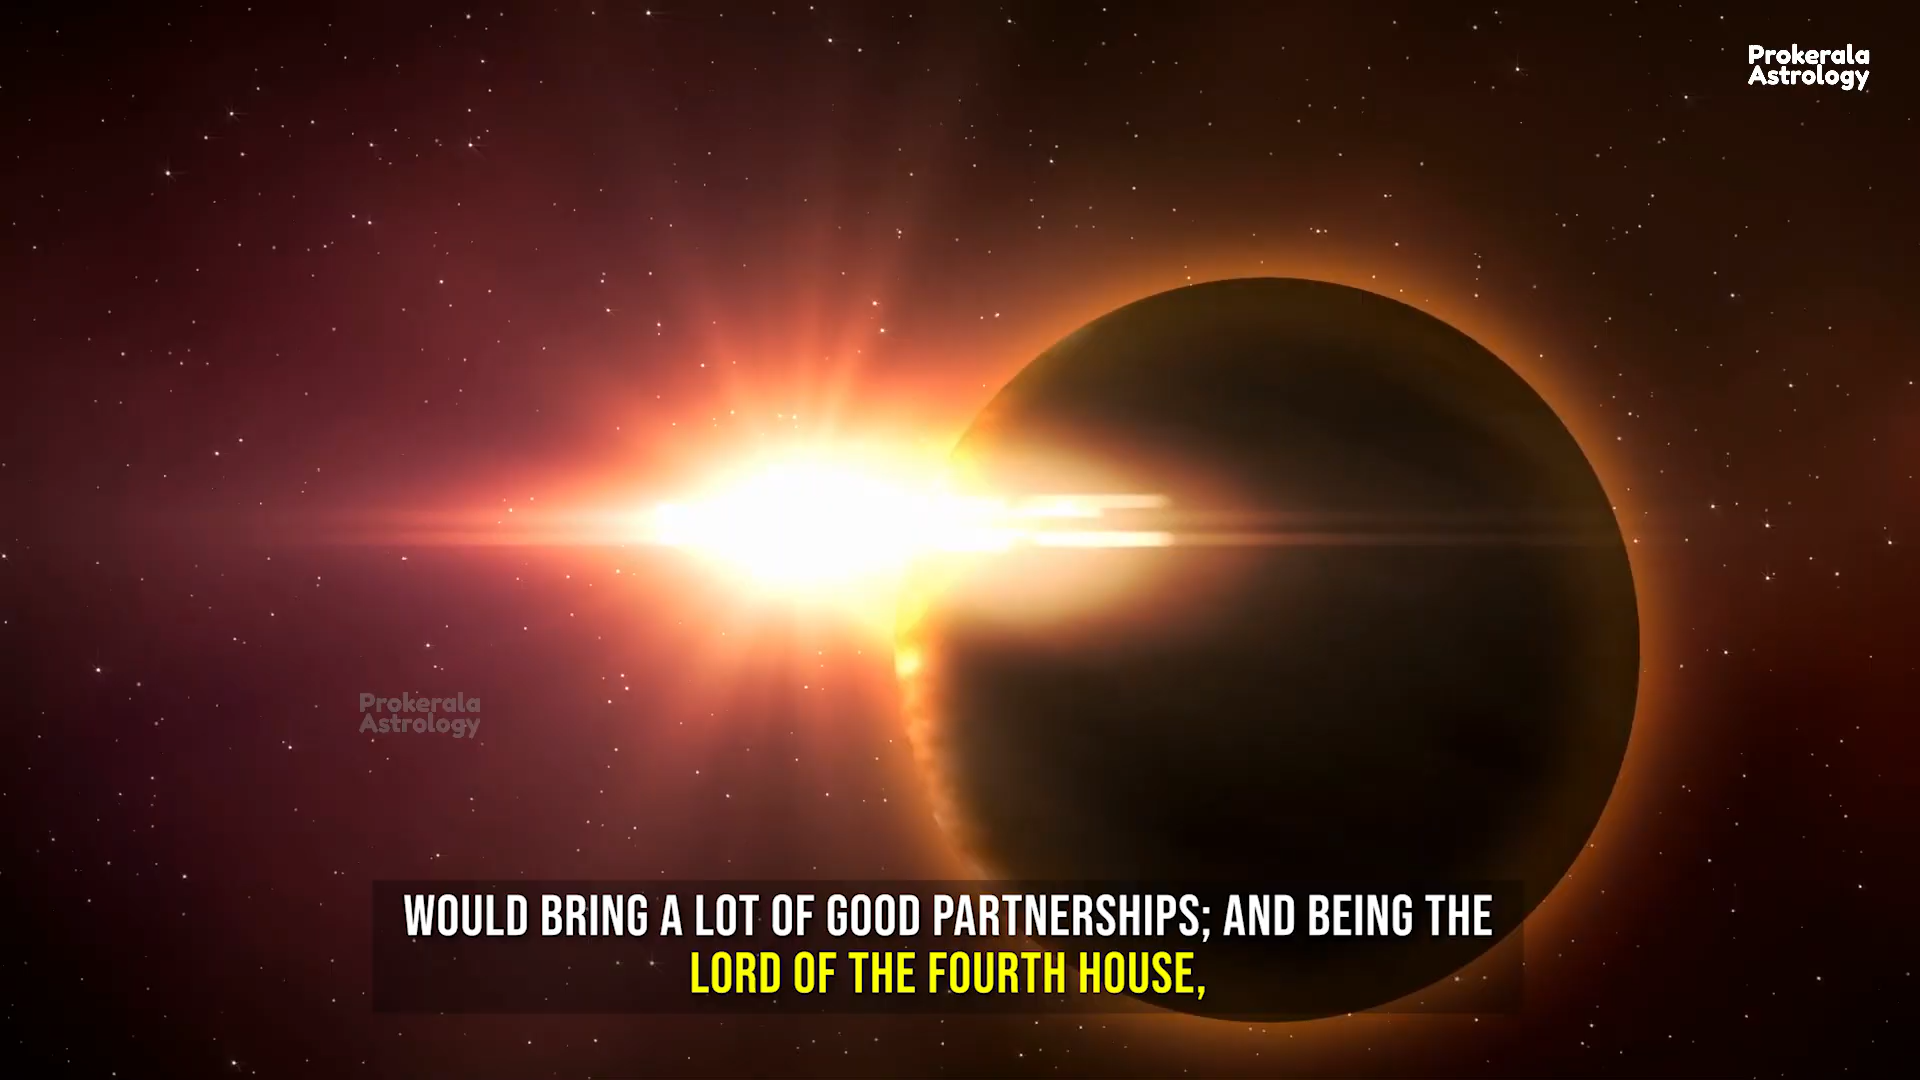 Prokerala
Astrology
Prokerala
Astrology
WOULD BRING A LOT OF GOOD PARTNERSHIPS; AND BEING THE
LORD OF THE FOURTH HOUSE,